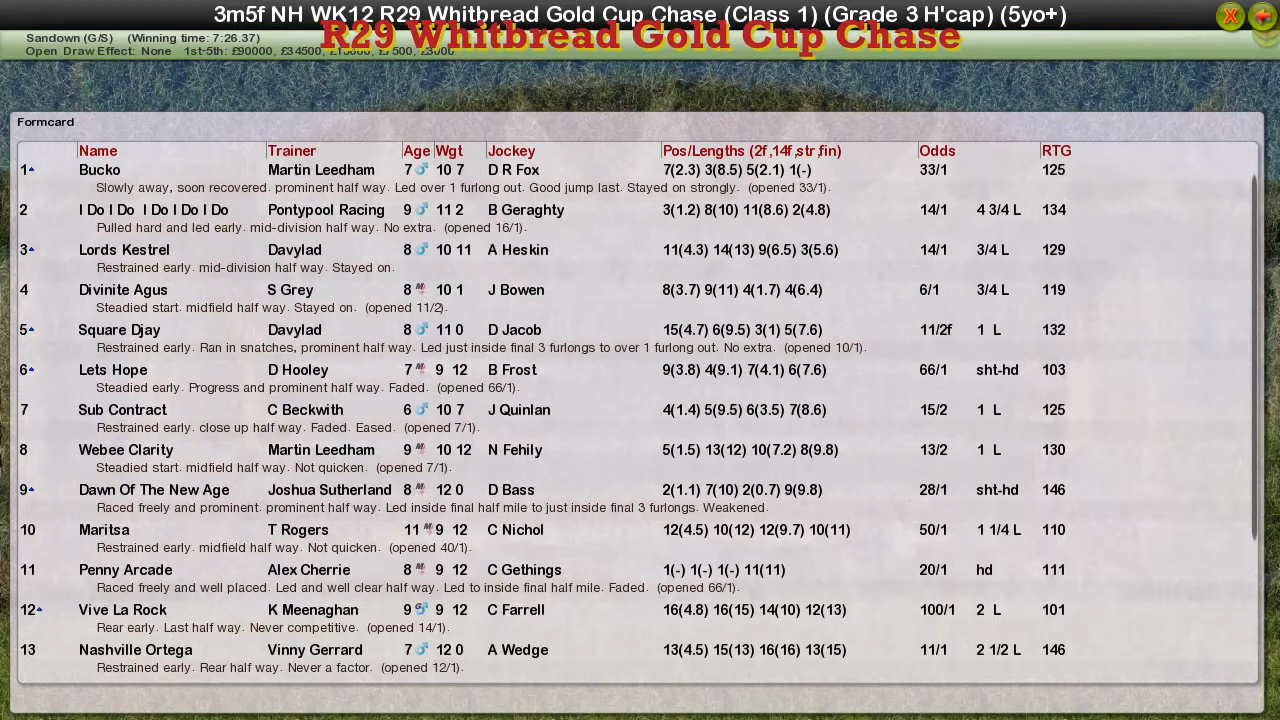 3m5f NH WK12 R29 Whitbread Gold Cup Chase (Class 1) (Grade 3 H'cap) (5yo+)
R29 Whitbread Gold Cup Chase
Sandown (G/S) (Winning time: 7:26.37)
Open Draw Effect: None 1st-5th: £90000, £34500, £7500, £3000
Formcard
Name Trainer Age Wgt Jockey Pos/Lengths (2f,14f,str,fin) Odds RTG
1 Bucko Martin Leedham 7 10 7 D R Fox 7(2.3) 3(8.5) 5(2.1) 1(-) 33/1 125
Slowly away, soon recovered. prominent half way. Led over 1 furlong out. Good jump last. Stayed on strongly. (opened 33/1).
2 I Do I Do I Do I Do I Do Pontypool Racing 9 11 2 B Geraghty 3(1.2) 8(10) 11(8.6) 2(4.8) 14/1 4 3/4 L 134
Pulled hard and led early. mid-division half way. No extra. (opened 16/1).
3 Lords Kestrel Davylad 8 10 11 A Heskin 11(4.3) 14(13) 9(6.5) 3(5.6) 14/1 3/4 L 129
Restrained early. mid-division half way. Stayed on.
4 Divinite Agus S Grey 8 10 1 J Bowen 8(3.7) 9(11) 4(1.7) 4(6.4) 6/1 3/4 L 119
Steadied start. midfield half way. Stayed on. (opened 11/2).
5 Square Djay Davylad 8 11 0 D Jacob 15(4.7) 6(9.5) 3(1) 5(7.6) 11/2f 1 L 132
Restrained early. Ran in snatches, prominent half way. Led just inside final 3 furlongs to over 1 furlong out. No extra. (opened 10/1).
6 Lets Hope D Hooley 7 9 12 B Frost 9(3.8) 4(9.1) 7(4.1) 6(7.6) 66/1 sht-hd 103
Steadied early. Progress and prominent half way. Faded. (opened 66/1).
7 Sub Contract C Beckwith 6 10 7 J Quinlan 4(1.4) 5(9.5) 6(3.5) 7(8.6) 15/2 1 L 125
Restrained early. close up half way. Faded. Eased. (opened 7/1).
8 Webee Clarity Martin Leedham 9 10 12 N Fehily 5(1.5) 13(12) 10(7.2) 8(9.8) 13/2 1 L 130
Steadied start. midfield half way. Not quicken. (opened 7/1).
9 Dawn Of The New Age Joshua Sutherland 8 12 0 D Bass 2(1.1) 7(10) 2(0.7) 9(9.8) 28/1 sht-hd 146
Raced freely and prominent. prominent half way. Led inside final half mile to just inside final 3 furlongs. Weakened.
10 Maritsa T Rogers 11 9 12 C Nichol 12(4.5) 10(12) 12(9.7) 10(11) 50/1 1 1/4 L 110
Restrained early. midfield half way. Not quicken. (opened 40/1).
11 Penny Arcade Alex Cherrie 8 9 12 C Gethings 1(-) 1(-) 1(-) 11(11) 20/1 hd 111
Raced freely and well placed. Led and well clear half way. Led to inside final half mile. Faded. (opened 66/1).
12 Vive La Rock K Meenaghan 9 9 12 C Farrell 16(4.8) 16(15) 14(10) 12(13) 100/1 2 L 101
Rear early. Last half way. Never competitive. (opened 14/1).
13 Nashville Ortega Vinny Gerrard 7 12 0 A Wedge 13(4.5) 15(13) 16(16) 13(15) 11/1 2 1/2 L 146
Restrained early. Rear half way. Never a factor. (opened 12/1).